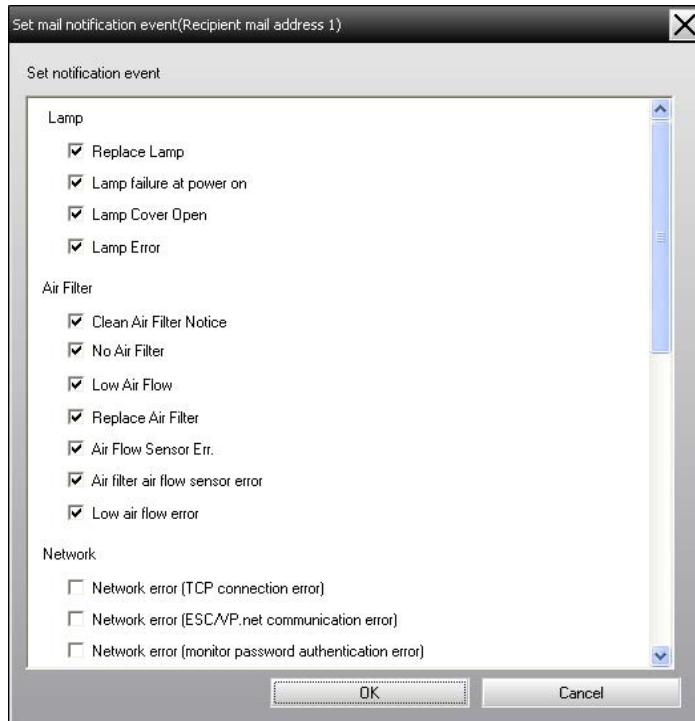 Set mail notification event(Recipient mail address 1)
Set notification event
Lamp
Replace Lamp
Lamp failure at power on
Lamp Cover Open
Lamp Error
Air Filter
Clean Air Filter Notice
No Air Filter
Low Air Flow
Replace Air Filter
Air Flow Sensor Err.
Air filter air flow sensor error
Low air flow error
Network
Network error (TCP connection error)
Network error (ESC/VP.net communication error)
Network error (monitor password authentication error)
OK
Cancel